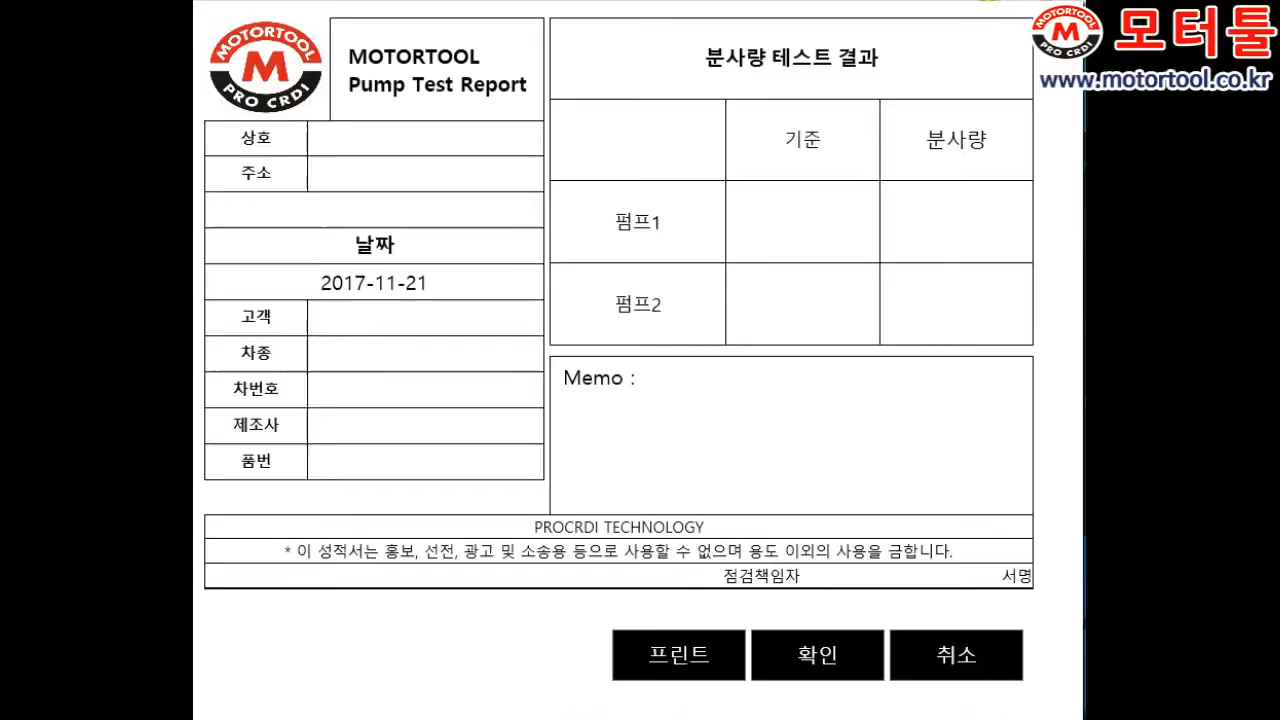 MOTORTOOL
M
PRO CRDI
MOTORTOOL
Pump Test Report
상호
주소
날짜
2017-11-21
고객
차종
차번호
제조사
품번
분사량 테스트 결과
기준 분사량
펌프1
펌프2
Memo :
PROCRDI TECHNOLOGY
* 이 성적서는 홍보, 선전, 광고 및 소송용 등으로 사용할 수 없으며 용도 이외의 사용을 금합니다.
점검책임자 서명
프린트 확인 취소
MOTORTOOL
M
PRO CRDI
모터툴
www.motortool.co.kr